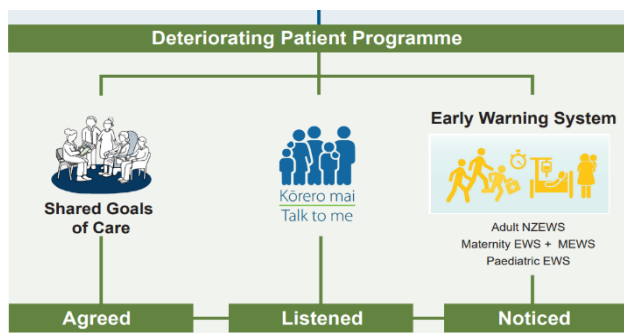 Deteriorating Patient Programme
Shared Goals
of Care
Kōrero mai
Talk to me
Early Warning System
Adult NZEWS
Maternity EWS + MEWS
Paediatric EWS
Agreed
Listened
Noticed